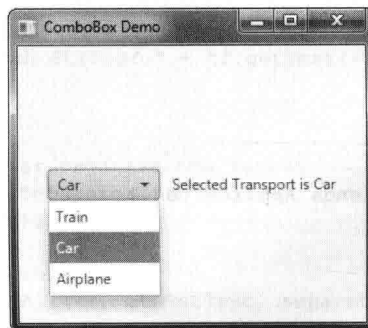 ComboBox Demo
Car Selected Transport is Car
Train
Car
Airplane